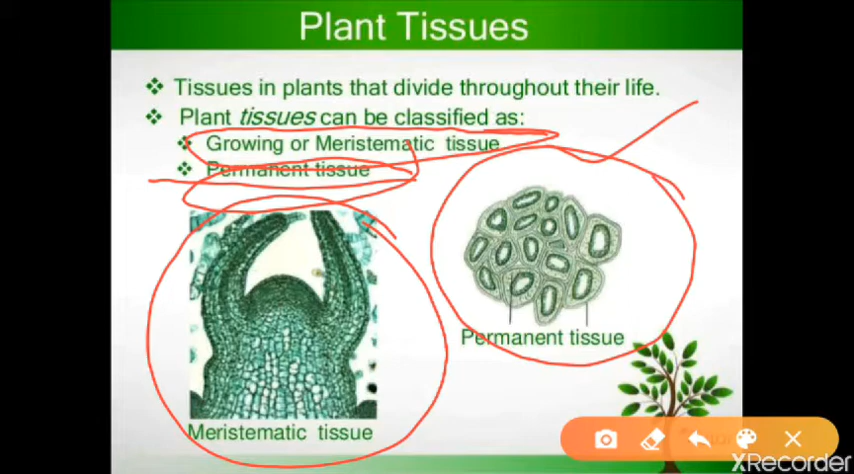 Plant Tissues
❖ Tissues in plants that divide throughout their life.
❖ Plant tissues can be classified as:
❖ Growing or Meristematic tissue
❖ Permanent tissue
Permanent tissue
Meristematic tissue
XRecorder